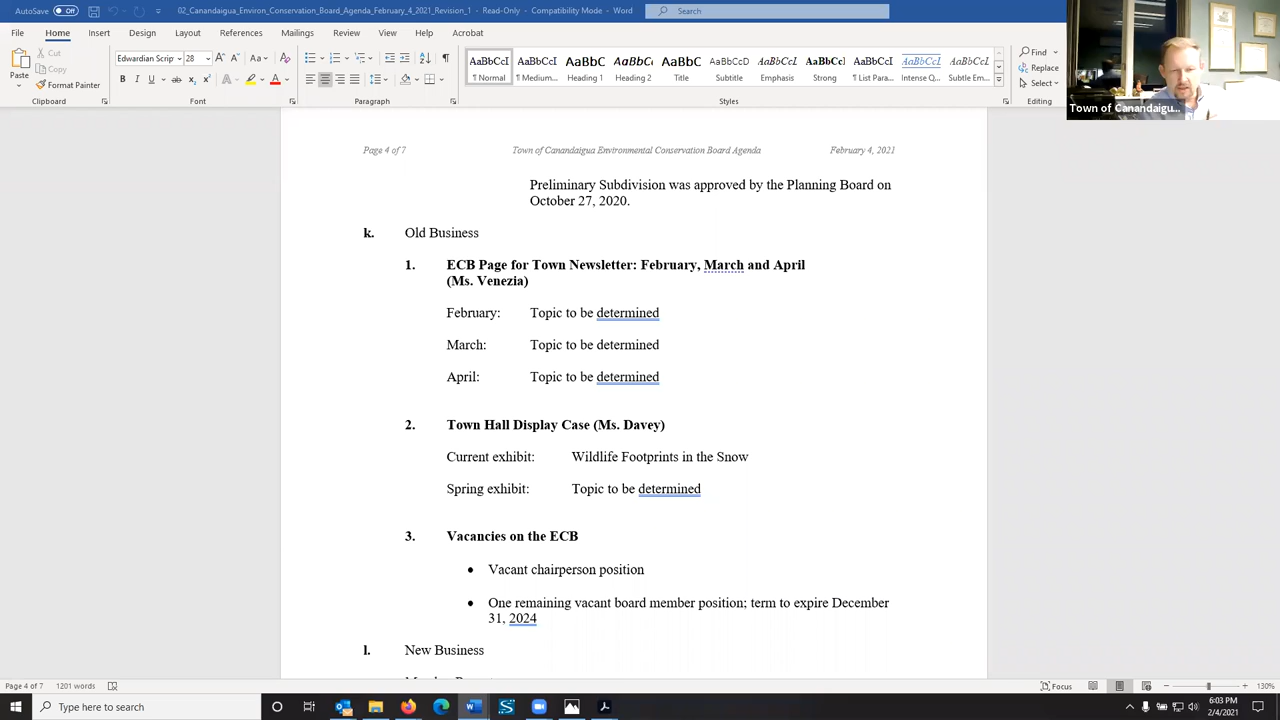 AutoSave Off 02_Canandaigua_Environ_Conservation_Board_Agenda_February_4_2021_Revision_1 - Read-Only - Compatibility Mode - Word Search
File Home Insert Design Layout References Mailings Review View Help Acrobat
Paste Cut Copy Format Painter
Edwardian Scrip 28
AaBbCcI AaBbCcI AaBbC AaBbCc AaBbC AaBbCcD AaBbCcI AaBbCcI AaBbCcI AaBbCcI AaBbCcI
¶ Normal ¶ Medium... Heading 1 Heading 2 Title Subtitle Emphasis Strong ¶ List Para... Intense Q... Subtle Em...
Find
Replace
Select
Clipboard Font Paragraph Styles Editing
Town of Canandaigu...
Page 4 of 7 Town of Canandaigua Environmental Conservation Board Agenda February 4, 2021
Preliminary Subdivision was approved by the Planning Board on
October 27, 2020.
k. Old Business
1. ECB Page for Town Newsletter: February, March and April
(Ms. Venezia)
February: Topic to be determined
March: Topic to be determined
April: Topic to be determined
2. Town Hall Display Case (Ms. Davey)
Current exhibit: Wildlife Footprints in the Snow
Spring exhibit: Topic to be determined
3. Vacancies on the ECB
• Vacant chairperson position
• One remaining vacant board member position; term to expire December
31, 2024
l. New Business
Page 4 of 7 1201 words Focus 130%
Type here to search 6:03 PM
2/4/2021